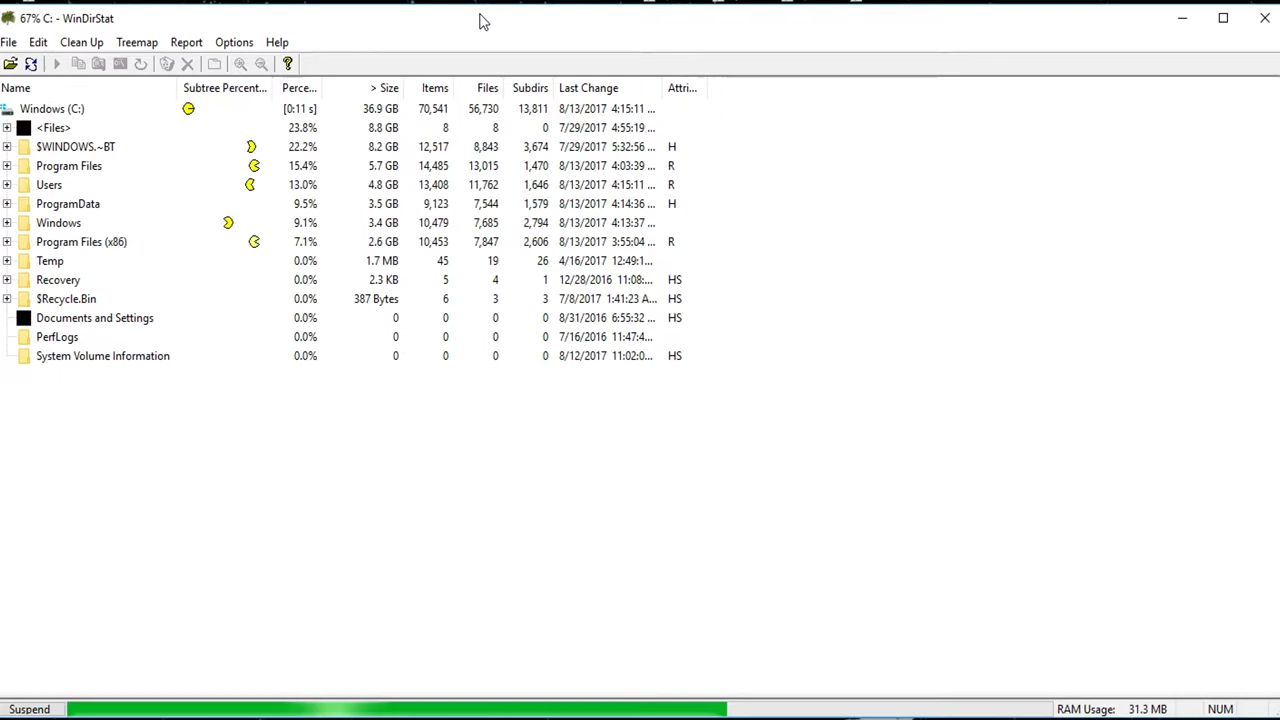 67% C: - WinDirStat
File Edit Clean Up Treemap Report Options Help
Name Subtree Percent... Perce... > Size Items Files Subdirs Last Change Attri...
Windows (C:) [0:11 s] 36.9 GB 70,541 56,730 13,811 8/13/2017 4:15:11 ...
<Files> 23.8% 8.8 GB 8 8 0 7/29/2017 4:55:19 ...
$WINDOWS.~BT 22.2% 8.2 GB 12,517 8,843 3,674 7/29/2017 5:32:56 ... H
Program Files 15.4% 5.7 GB 14,485 13,015 1,470 8/13/2017 4:03:39 ... R
Users 13.0% 4.8 GB 13,408 11,762 1,646 8/13/2017 4:15:11 ... R
ProgramData 9.5% 3.5 GB 9,123 7,544 1,579 8/13/2017 4:14:36 ... H
Windows 9.1% 3.4 GB 10,479 7,685 2,794 8/13/2017 4:13:37 ...
Program Files (x86) 7.1% 2.6 GB 10,453 7,847 2,606 8/13/2017 3:55:04 ... R
Temp 0.0% 1.7 MB 45 19 26 4/16/2017 12:49:1...
Recovery 0.0% 2.3 KB 5 4 1 12/28/2016 11:08:... HS
$Recycle.Bin 0.0% 387 Bytes 6 3 3 7/8/2017 1:41:23 A... HS
Documents and Settings 0.0% 0 0 0 0 8/31/2016 6:55:32 ... HS
PerfLogs 0.0% 0 0 0 0 7/16/2016 11:47:4...
System Volume Information 0.0% 0 0 0 0 8/12/2017 11:02:0... HS
Suspend RAM Usage: 31.3 MB NUM